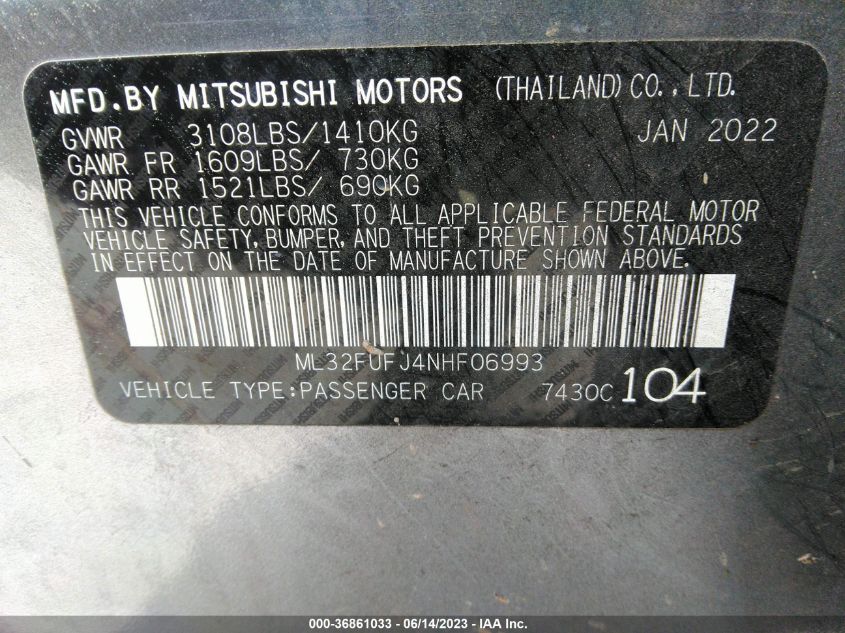 MFD.BY MITSUBISHI MOTORS (THAILAND) CO., LTD.
GVWR 3108LBS/1410KG JAN 2022
GAWR FR 1609LBS/ 730KG
GAWR RR 1521LBS/ 690KG
THIS VEHICLE CONFORMS TO ALL APPLICABLE FEDERAL MOTOR
VEHICLE SAFETY, BUMPER, AND THEFT PREVENTION STANDARDS
IN EFFECT ON THE DATE OF MANUFACTURE SHOWN ABOVE.
ML32FUFJ4NHF06993
VEHICLE TYPE:PASSENGER CAR 7430C 104
000-36861033 - 06/14/2023 - IAAI Inc.